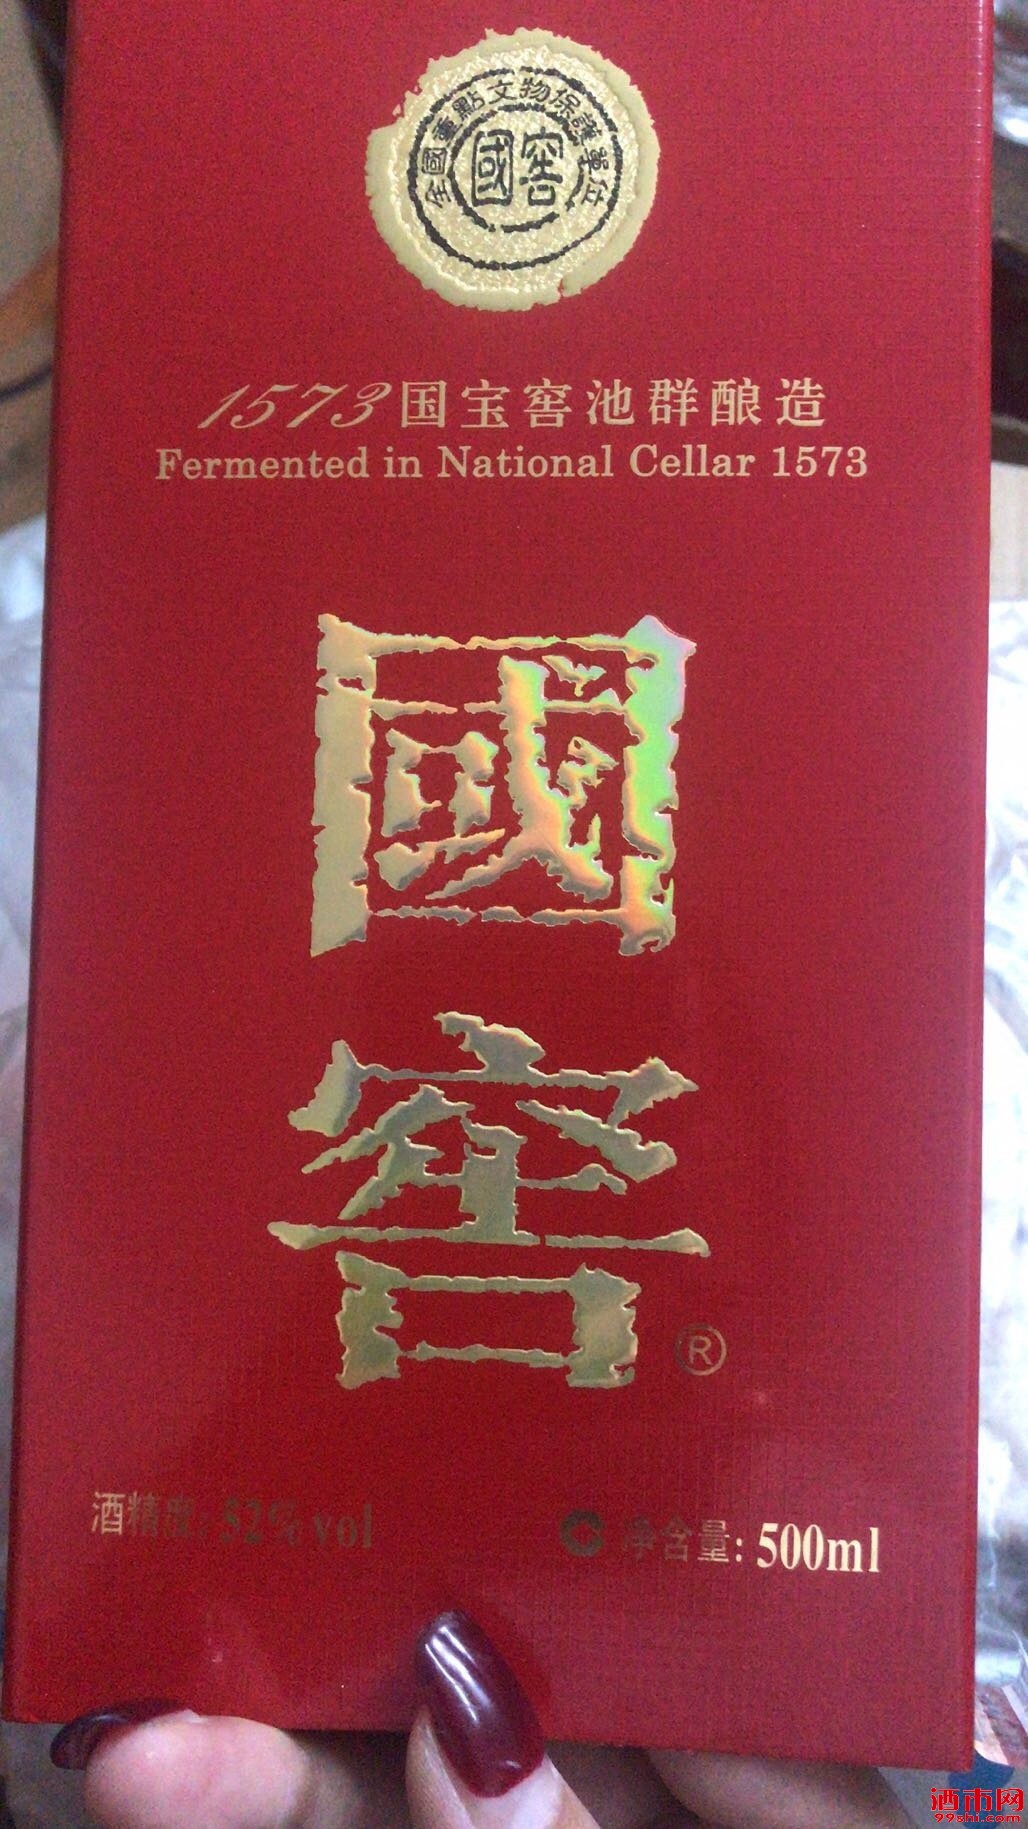 全國重點文物保護單位
國窖
1573国宝窖池群酿造
Fermented in National Cellar 1573
國
窖
®
酒精度: 52%vol
净含量: 500ml
酒市网
99shi.com